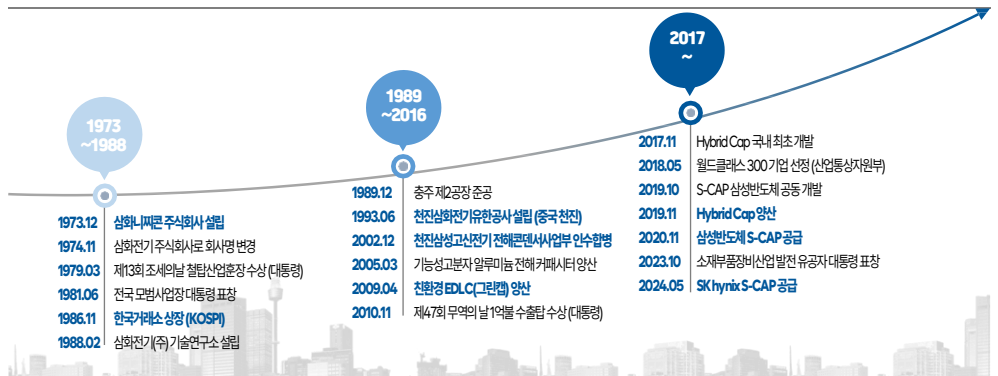 1973
~1988
1973.12 삼화니찌콘 주식회사 설립
1974.11 삼화전기 주식회사로 회사명 변경
1979.03 제13회 조세의날 철탑산업훈장 수상 (대통령)
1981.06 전국 모범사업장 대통령 표창
1986.11 한국거래소 상장 (KOSPI)
1988.02 삼화전기(주) 기술연구소 설립
1989
~2016
1989.12 충주 제2공장 준공
1993.06 천진삼화전기유한공사 설립 (중국 천진)
2002.12 천진삼성고신전기 전해콘덴서사업부 인수합병
2005.03 기능성고분자 알루미늄 전해 커패시터 양산
2009.04 친환경 EDLC(그린캡) 양산
2010.11 제47회 무역의 날 1억불 수출탑 수상 (대통령)
2017
~
2017.11 Hybrid Cap 국내 최초 개발
2018.05 월드클래스 300 기업 선정 (산업통상자원부)
2019.10 S-CAP 삼성반도체 공동 개발
2019.11 Hybrid Cap 양산
2020.11 삼성반도체 S-CAP 공급
2023.10 소재부품장비산업 발전 유공자 대통령 표창
2024.05 SK hynix S-CAP 공급